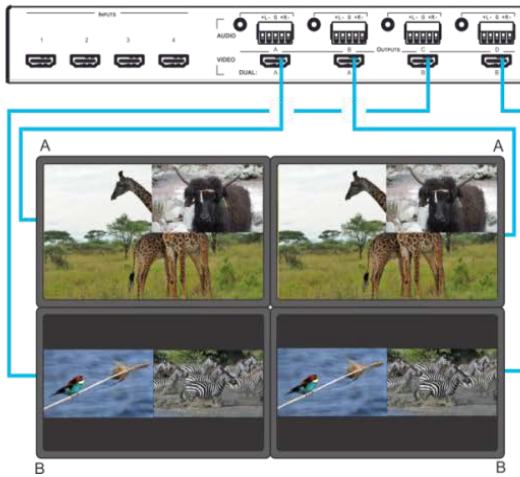 INPUTS
1 2 3 4
AUDIO
+L- G +R- +L- G +R- +L- G +R- +L- G +R-
A B C D
OUTPUTS
VIDEO
DUAL: A A B B
A A
B B